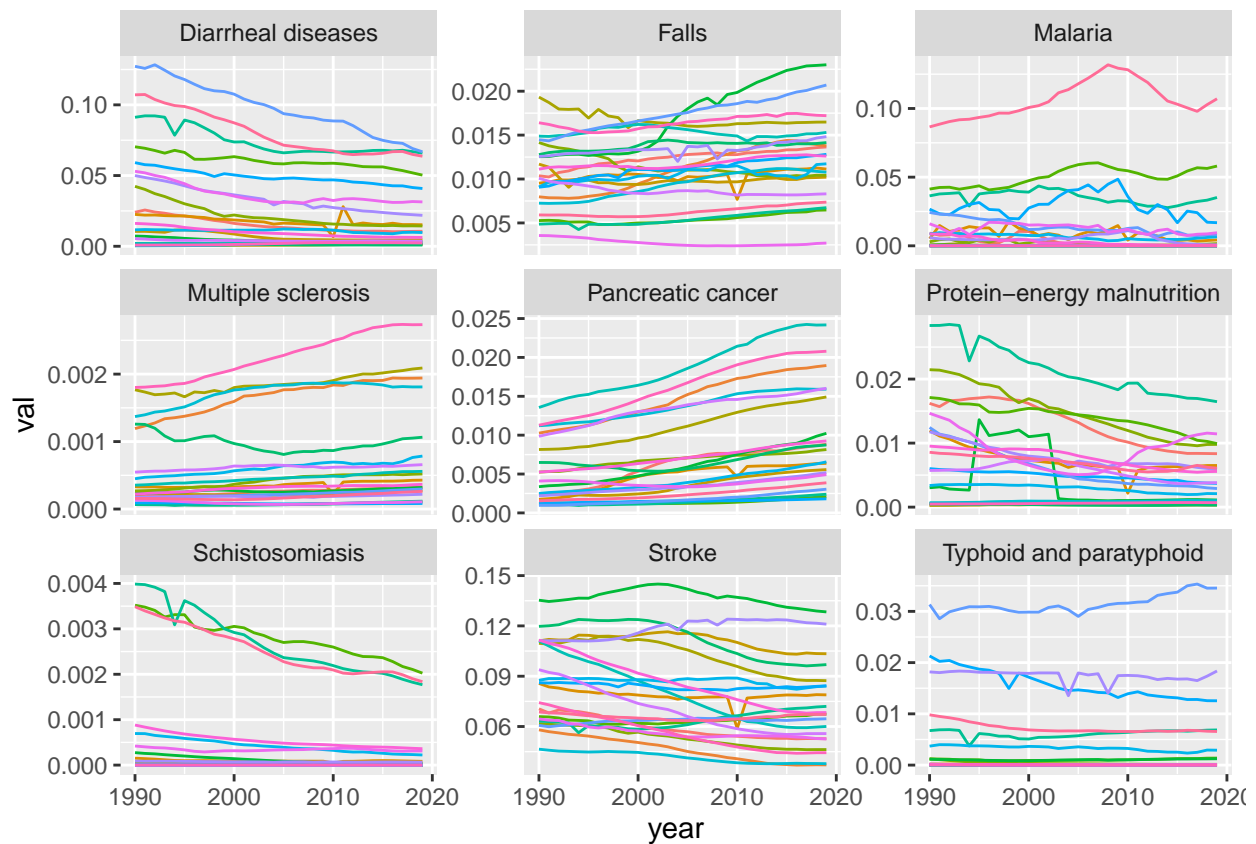 Diarrheal diseases
Falls
Malaria
0.10
0.05
0.00
0.020
0.015
0.010
0.005
0.10
0.05
0.00
Multiple sclerosis
Pancreatic cancer
Protein−energy malnutrition
0.002
0.001
0.000
0.025
0.020
0.015
0.010
0.005
0.000
0.02
0.01
0.00
Schistosomiasis
Stroke
Typhoid and paratyphoid
0.004
0.003
0.002
0.001
0.000
0.15
0.12
0.09
0.06
0.03
0.02
0.01
0.00
1990 2000 2010 2020
1990 2000 2010 2020
1990 2000 2010 2020
year
val